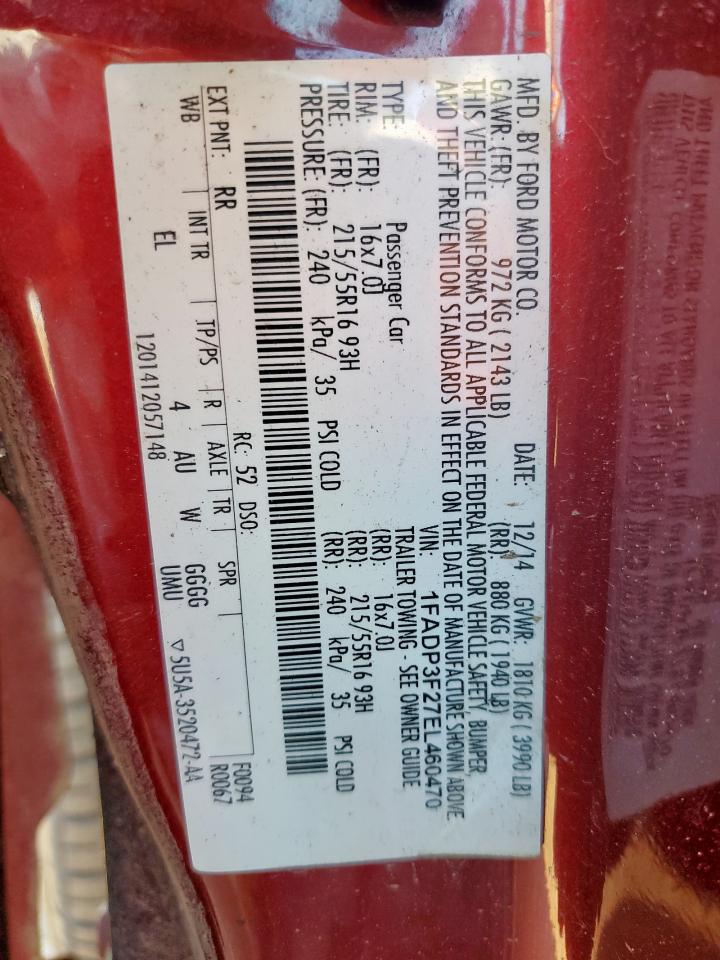 MFD. BY FORD MOTOR CO. DATE: 12/14 GVWR: 1810 KG ( 3990 LB)
GAWR: (FR): 972 KG ( 2143 LB) (RR): 880 KG ( 1940 LB)
THIS VEHICLE CONFORMS TO ALL APPLICABLE FEDERAL MOTOR VEHICLE SAFETY, BUMPER,
AND THEFT PREVENTION STANDARDS IN EFFECT ON THE DATE OF MANUFACTURE SHOWN ABOVE
VIN: 1FADP3F27EL460470
TYPE: Passenger Car TRAILER TOWING - SEE OWNER GUIDE
RIM: (FR): 16x7.0J (RR): 16x7.0J
TIRE: (FR): 215/55R16 93H (RR): 215/55R16 93H
PRESSURE: (FR): 240 kPa/ 35 PSI COLD (RR): 240 kPa/ 35 PSI COLD
F0094
RC: 52 DSO: R0067
EXT PNT: RR
WB INT TR TP/PS R AXLE TR SPR
EL 4 AU W GGGG
UMU
1201412057148 ▽5U5A-3520472-A4